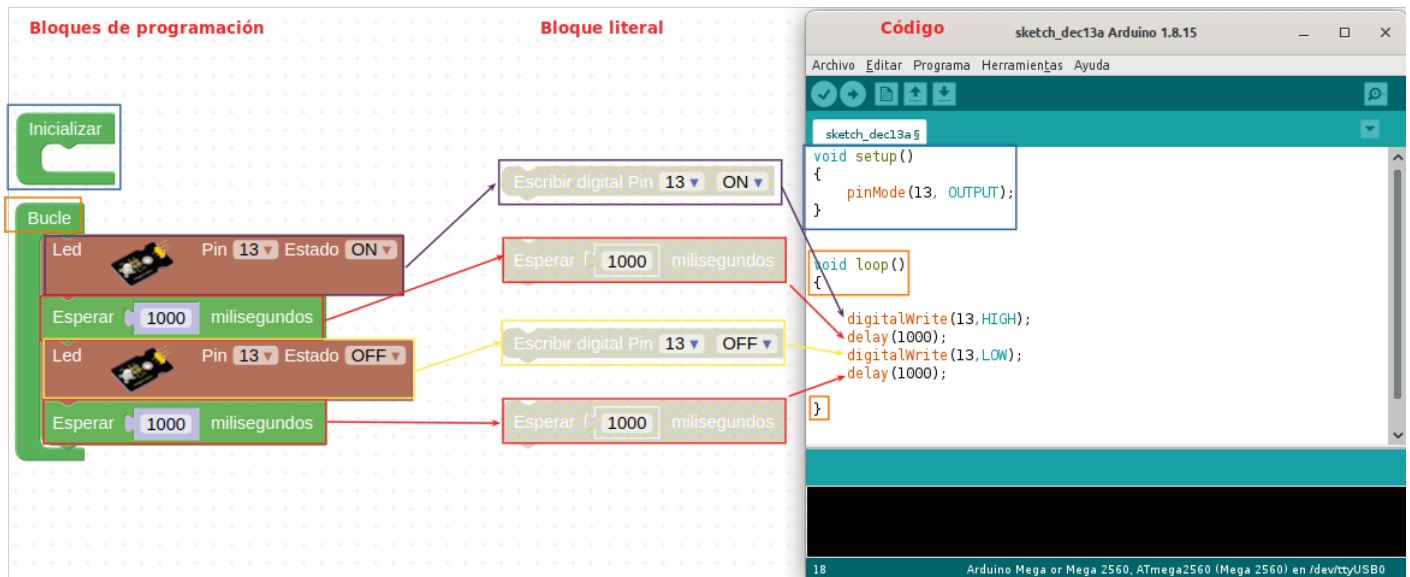 Bloques de programación
Bloque literal
Código
sketch_dec13a Arduino 1.8.15
Archivo Editar Programa Herramientas Ayuda
sketch_dec13a §
Inicializar
Bucle
Led Pin 13 Estado ON
Esperar 1000 milisegundos
Led Pin 13 Estado OFF
Esperar 1000 milisegundos
Escribir digital Pin 13 ON
Esperar 1000 milisegundos
Escribir digital Pin 13 OFF
Esperar 1000 milisegundos
void setup()
{
pinMode(13, OUTPUT);
}
void loop()
{
digitalWrite(13,HIGH);
delay(1000);
digitalWrite(13,LOW);
delay(1000);
}
18
Arduino Mega or Mega 2560, ATmega2560 (Mega 2560) en /dev/ttyUSB0